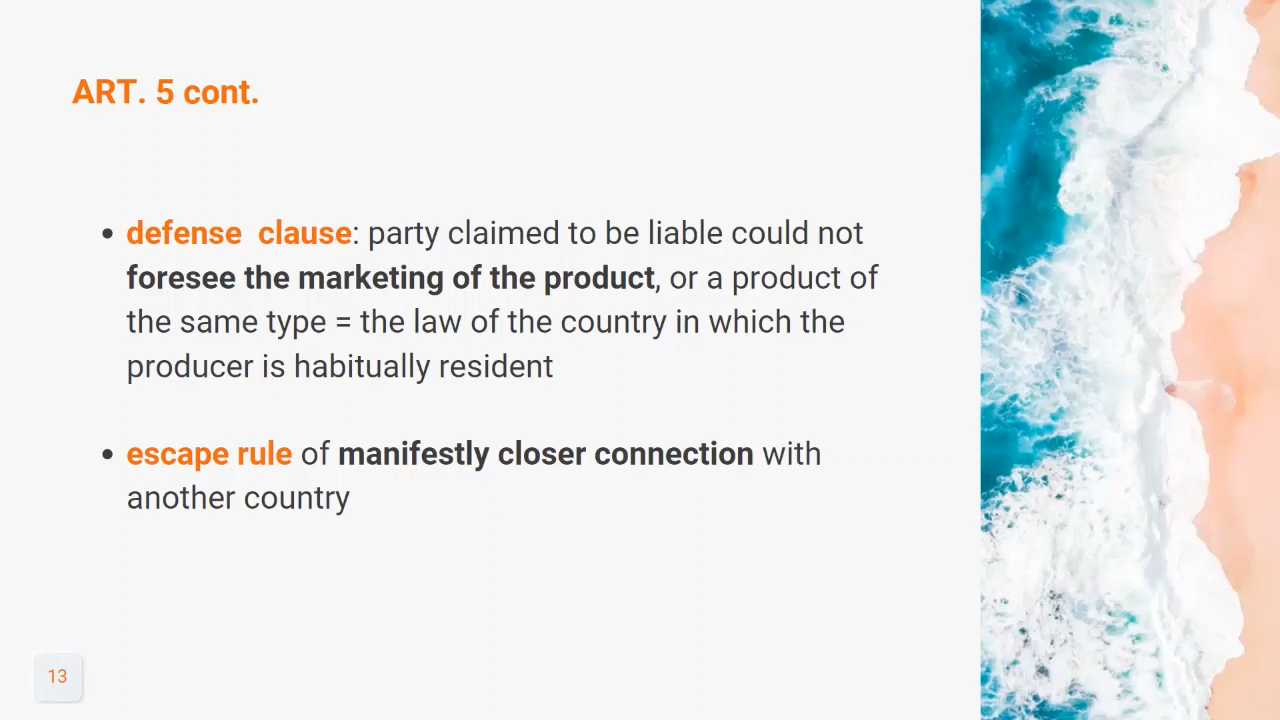 ART. 5 cont.
• defense  clause: party claimed to be liable could not
foresee the marketing of the product, or a product of
the same type = the law of the country in which the
producer is habitually resident
• escape rule of manifestly closer connection with
another country
13